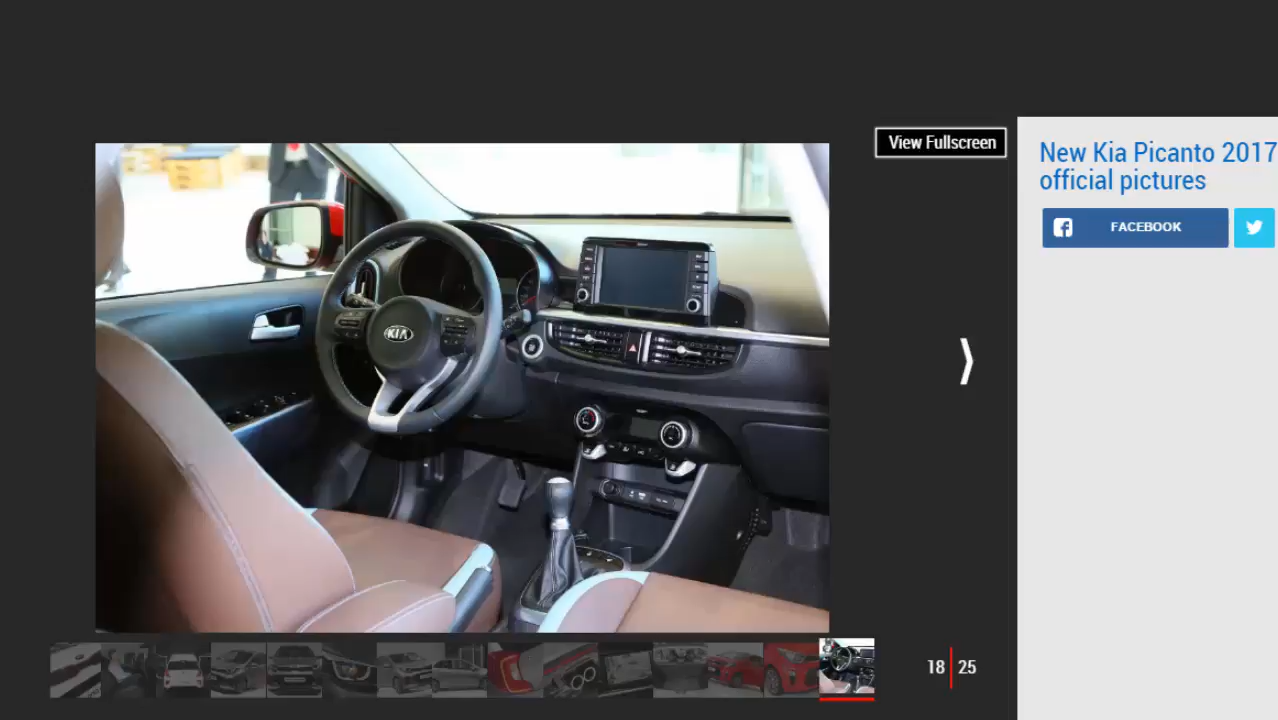 View Fullscreen
New Kia Picanto 2017
official pictures
FACEBOOK
KIA
18 25